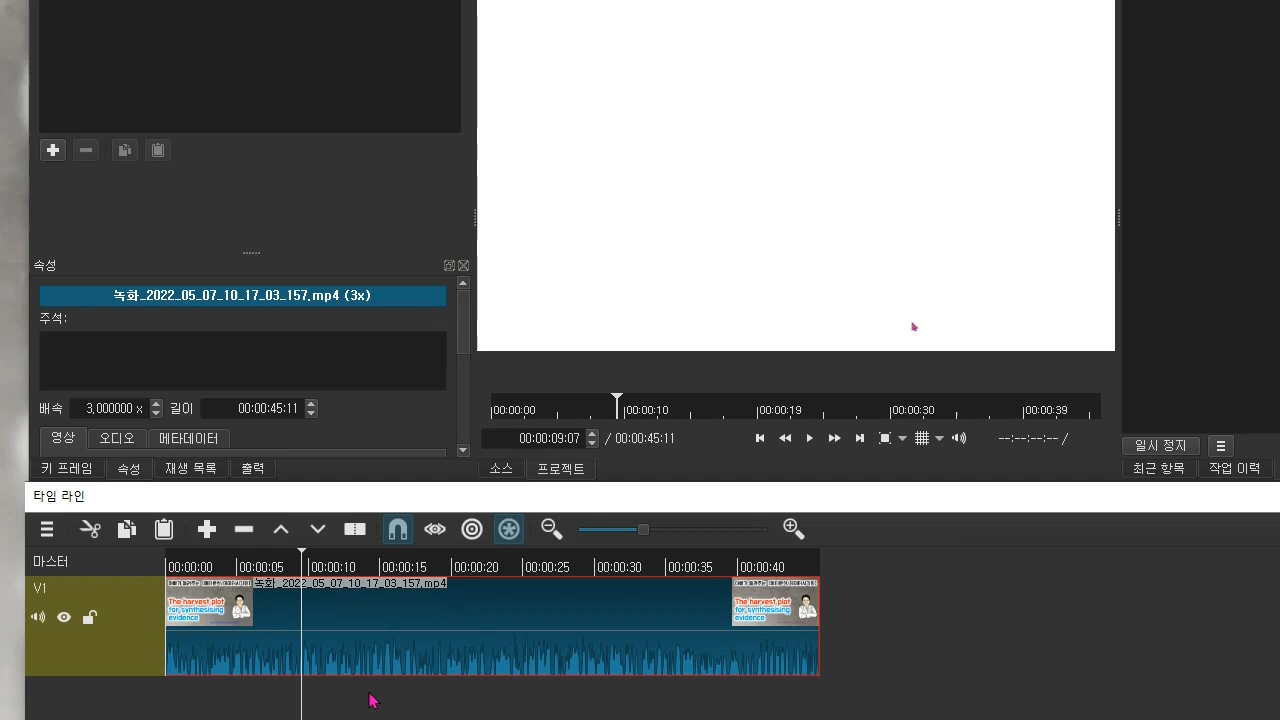 속성
녹화_2022_05_07_10_17_03_157.mp4 (3x)
주석:
배속 3,000000 x 길이 00:00:45:11
영상 오디오 메타데이터
키 프레임 속성 재생 목록 출력
00:00:00 00:00:10 00:00:19 00:00:30 00:00:39
00:00:09:07 / 00:00:45:11 --:--:--:-- /
소스 프로젝트
일시 정지
최근 항목 작업 이력
타임 라인
마스터
00:00:00 00:00:05 00:00:10 00:00:15 00:00:20 00:00:25 00:00:30 00:00:35 00:00:40
V1
녹화_2022_05_07_10_17_03_157.mp4
The harvest plot
for synthesising
evidence
The harvest plot
for synthesising
evidence